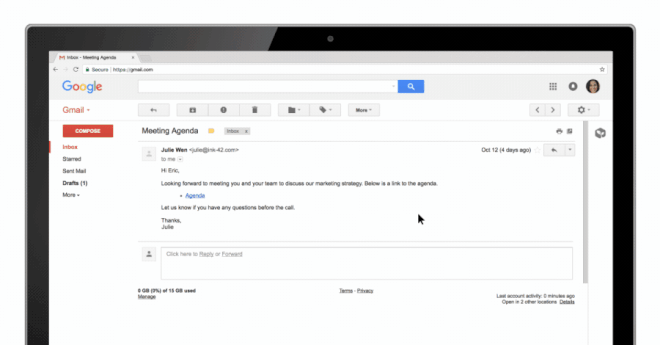 Inbox - Meeting Agenda
Secure https://gmail.com
Google
Gmail
More
COMPOSE
Meeting Agenda
Inbox x
Inbox
Starred
Sent Mail
Drafts (1)
More
Julie Wen <julie@ink-42.com>
Oct 12 (4 days ago)
to me
Hi Eric,
Looking forward to meeting you and your team to discuss our marketing strategy. Below is a link to the agenda.
Agenda
Let us know if you have any questions before the call.
Thanks,
Julie
Click here to Reply or Forward
0 GB (0%) of 15 GB used
Manage
Terms - Privacy
Last account activity: 0 minutes ago
Open in 2 other locations Details